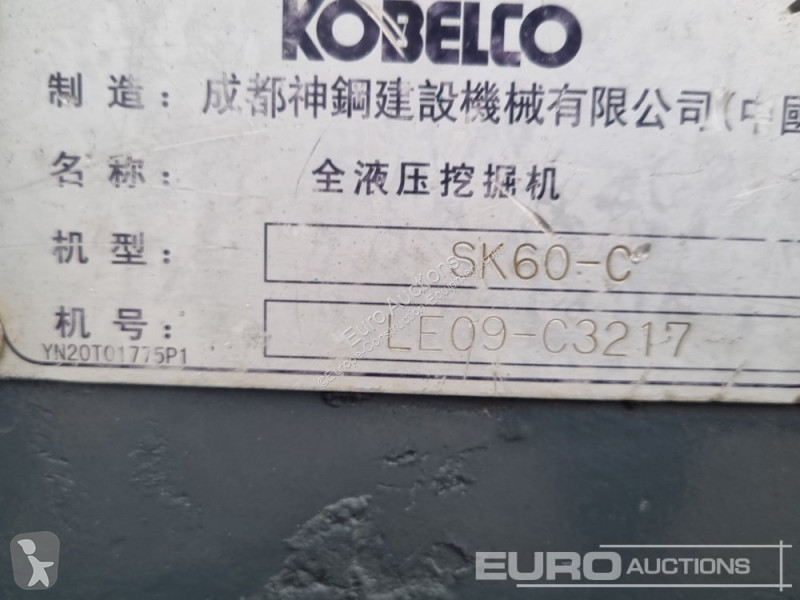 KOBELCO
制造：成都神鋼建設機械有限公司(中國
名称：全液压挖掘机
机型：SK60-C
机号：LE09-C3217
YN20T01775P1
Euro Auctions
EURO AUCTIONS